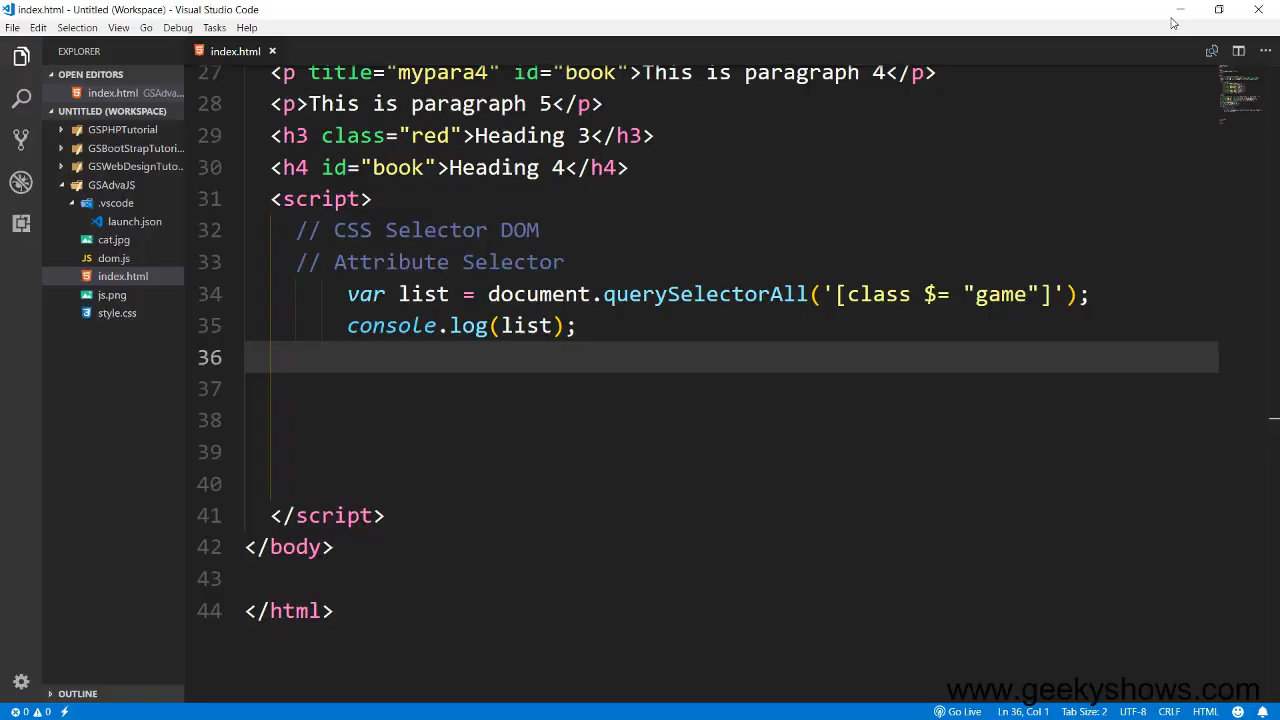 index.html - Untitled (Workspace) - Visual Studio Code
File Edit Selection View Go Debug Tasks Help
EXPLORER
index.html
OPEN EDITORS
index.html GSAdva...
UNTITLED (WORKSPACE)
GSPHPTutorial
GSBootStrapTutori...
GSWebDesignTuto...
GSAdvaJS
.vscode
launch.json
cat.jpg
JS dom.js
index.html
js.png
style.css
OUTLINE
27 <p title="mypara4" id="book">This is paragraph 4</p>
28 <p>This is paragraph 5</p>
29 <h3 class="red">Heading 3</h3>
30 <h4 id="book">Heading 4</h4>
31 <script>
32 // CSS Selector DOM
33 // Attribute Selector
34 var list = document.querySelectorAll('[class $= "game"]');
35 console.log(list);
36
37
38
39
40
41 </script>
42 </body>
43
44 </html>
www.geekyshows.com
0 0 Go Live Ln 36, Col 1 Tab Size: 2 UTF-8 CRLF HTML